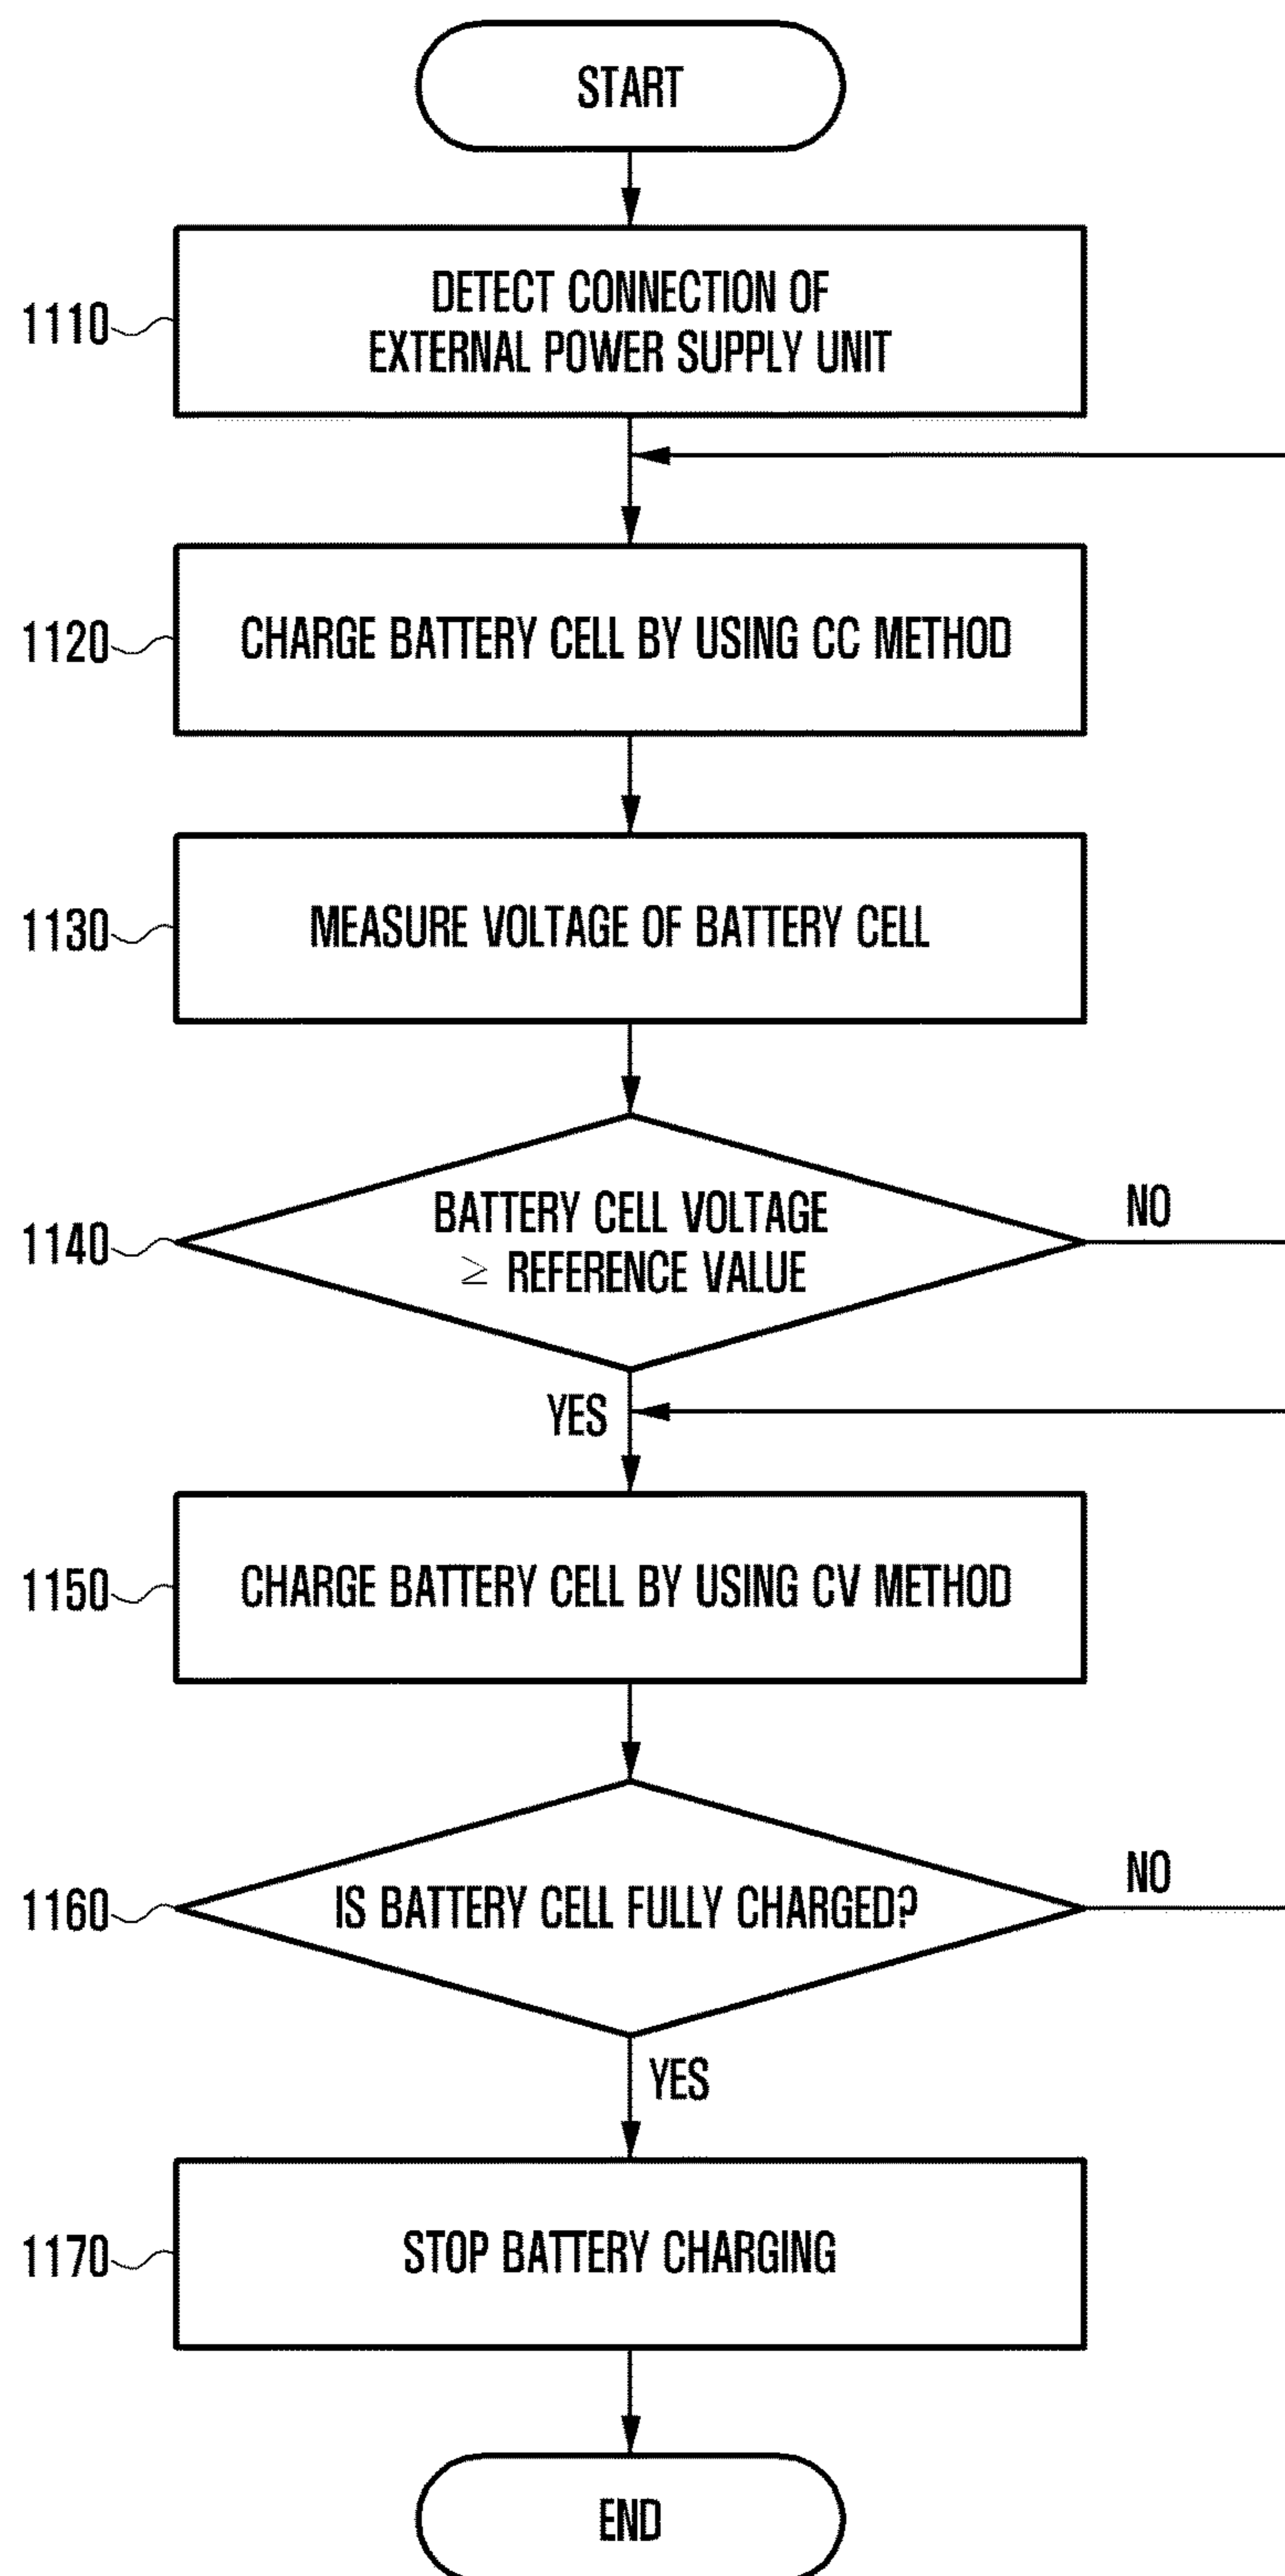 START
1110
DETECT CONNECTION OF
EXTERNAL POWER SUPPLY UNIT
1120
CHARGE BATTERY CELL BY USING CC METHOD
1130
MEASURE VOLTAGE OF BATTERY CELL
1140
BATTERY CELL VOLTAGE
≥ REFERENCE VALUE
NO
YES
1150
CHARGE BATTERY CELL BY USING CV METHOD
1160
IS BATTERY CELL FULLY CHARGED?
NO
YES
1170
STOP BATTERY CHARGING
END